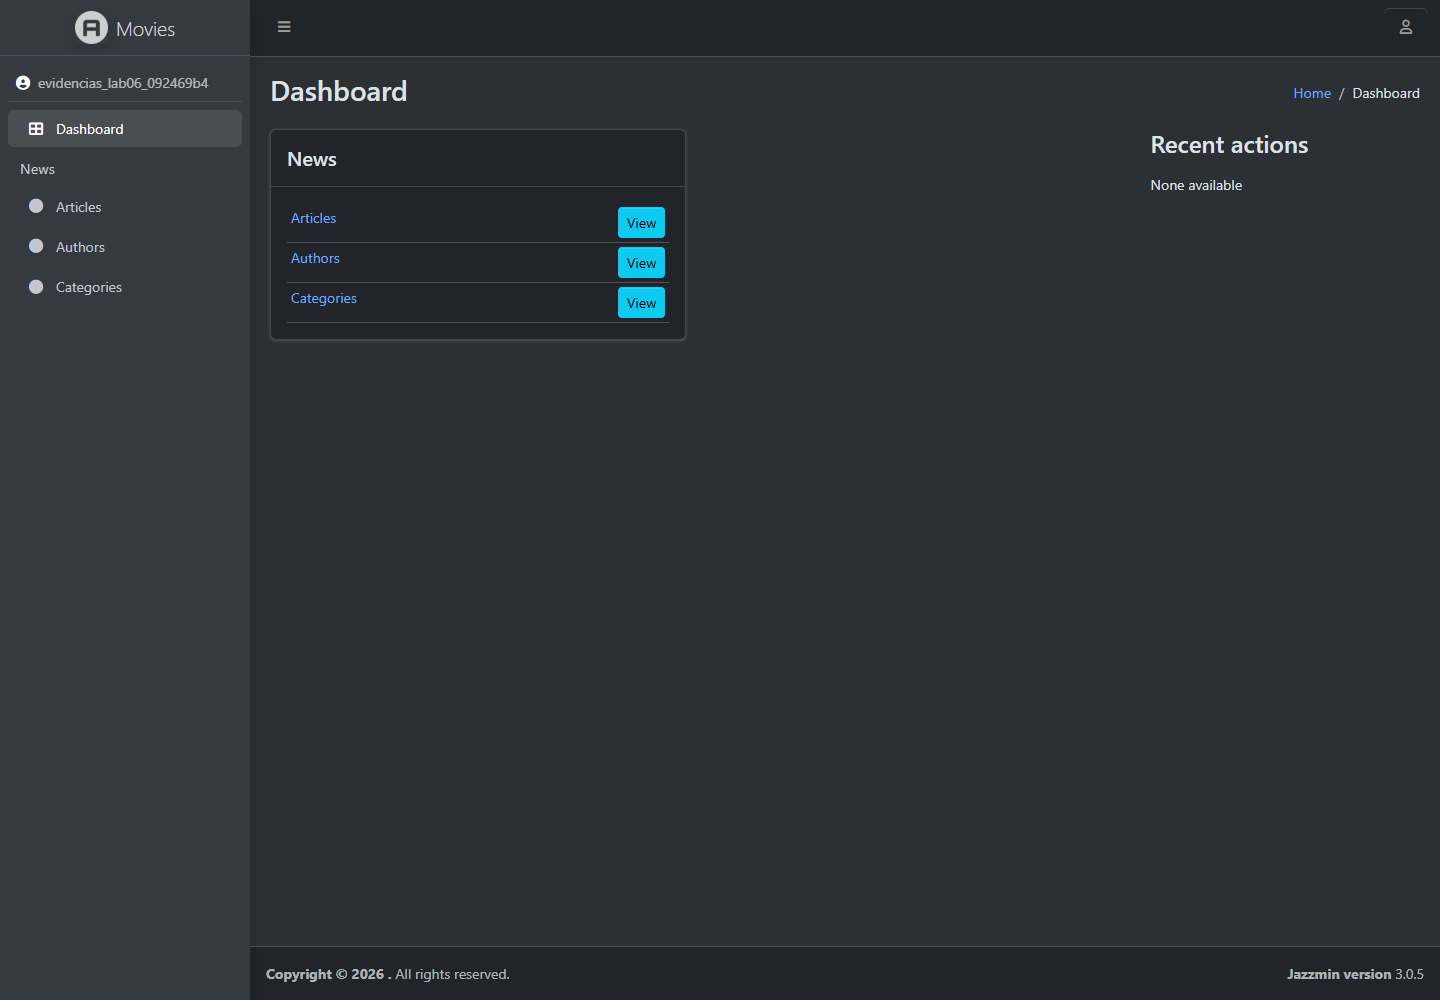 Movies
evidencias_lab06_092469b4
Dashboard
News
Articles
Authors
Categories
Dashboard
Home / Dashboard
News
Articles View
Authors View
Categories View
Recent actions
None available
Copyright © 2026 . All rights reserved.
Jazzmin version 3.0.5